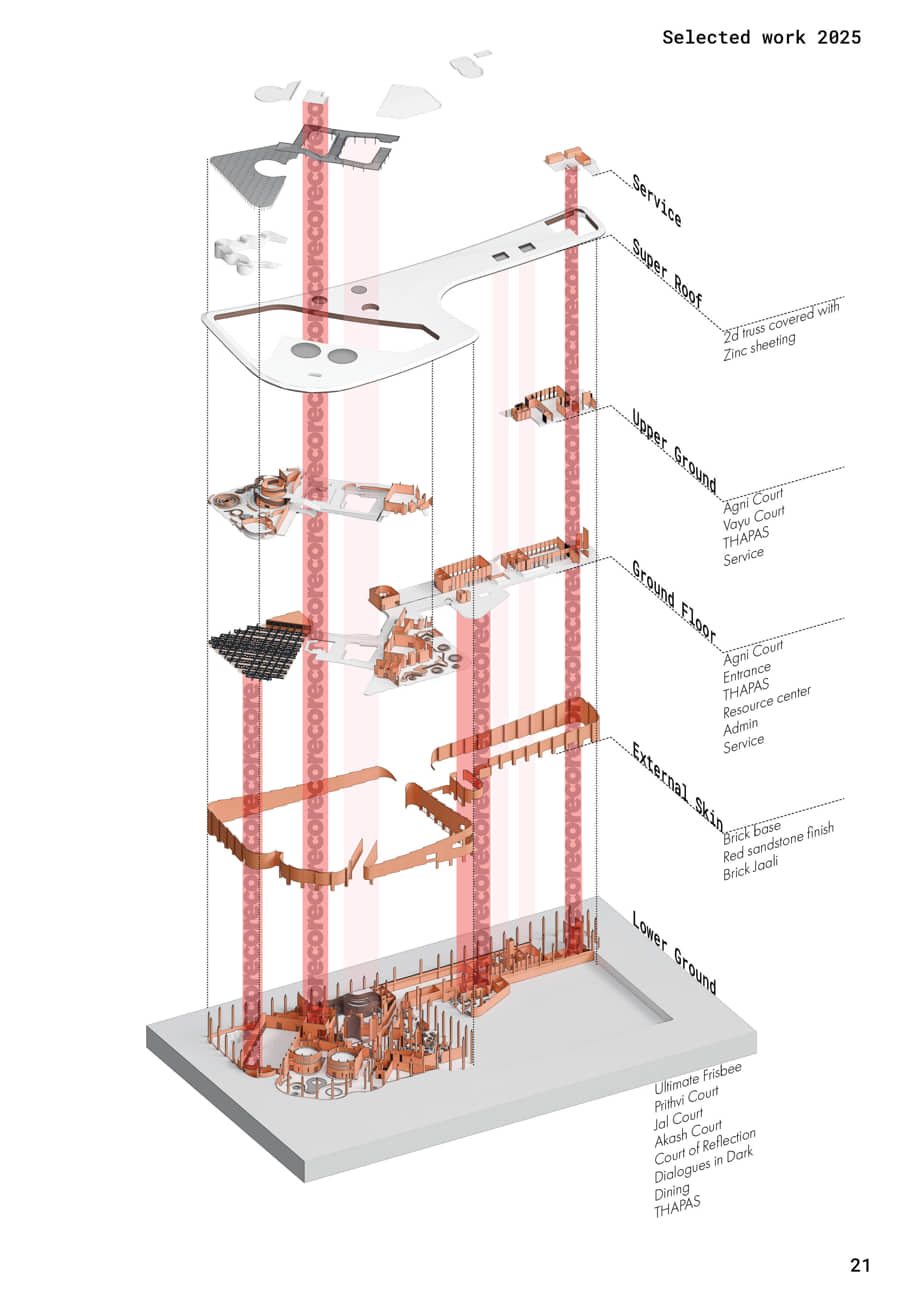 Selected work 2025
Service
Super Roof
2d truss covered with
Zinc sheeting
Upper Ground
Agni Court
Vayu Court
THAPAS
Service
Ground Floor
Agni Court
Entrance
THAPAS
Resource center
Admin
Service
External Skin
Brick base
Red sandstone finish
Brick Jaali
Lower Ground
Ultimate Frisbee
Prithvi Court
Jal Court
Akash Court
Court of Reflection
Dialogues in Dark
Dining
THAPAS
21